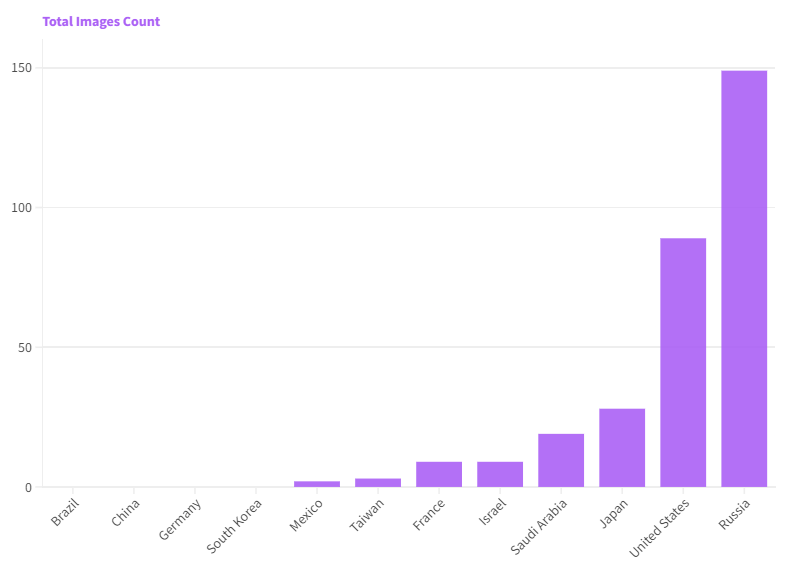 Total Images Count
150
100
50
0
Brazil
China
Germany
South Korea
Mexico
Taiwan
France
Israel
Saudi Arabia
Japan
United States
Russia